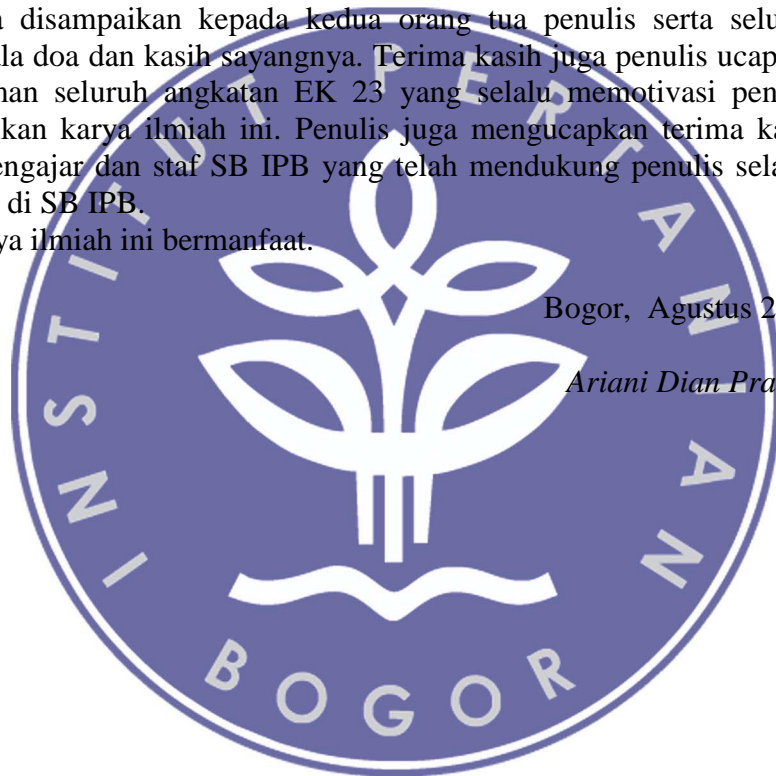 a disampaikan kepada kedua orang tua penulis serta selu
la doa dan kasih sayangnya. Terima kasih juga penulis ucap
nan seluruh angkatan EK 23 yang selalu memotivasi pen
ikan karya ilmiah ini. Penulis juga mengucapkan terima ka
engajar dan staf SB IPB yang telah mendukung penulis sela
di SB IPB.
ya ilmiah ini bermanfaat.
Bogor, Agustus 2
Ariani Dian Pra
INSTITUT PERTANIAN
BOGOR